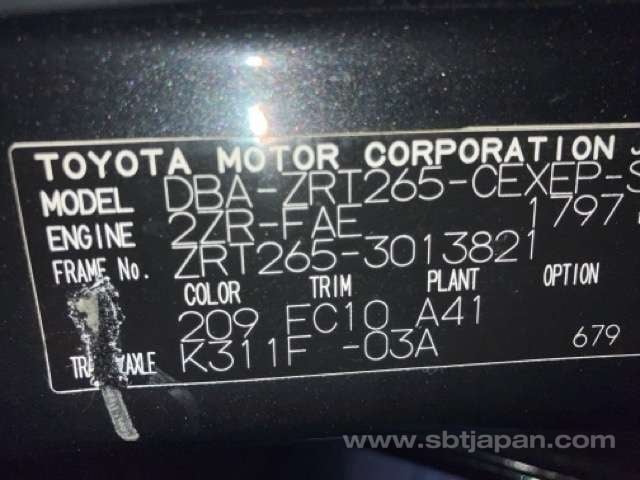 TOYOTA MOTOR CORPORATION
MODEL DBA-ZRT265-CEXEP-S
ENGINE 2ZR-FAE 1797
FRAME No. ZRT265-3013821
COLOR TRIM PLANT OPTION
209 FC10 A41
K311F -03A 679
www.sbtjapan.com